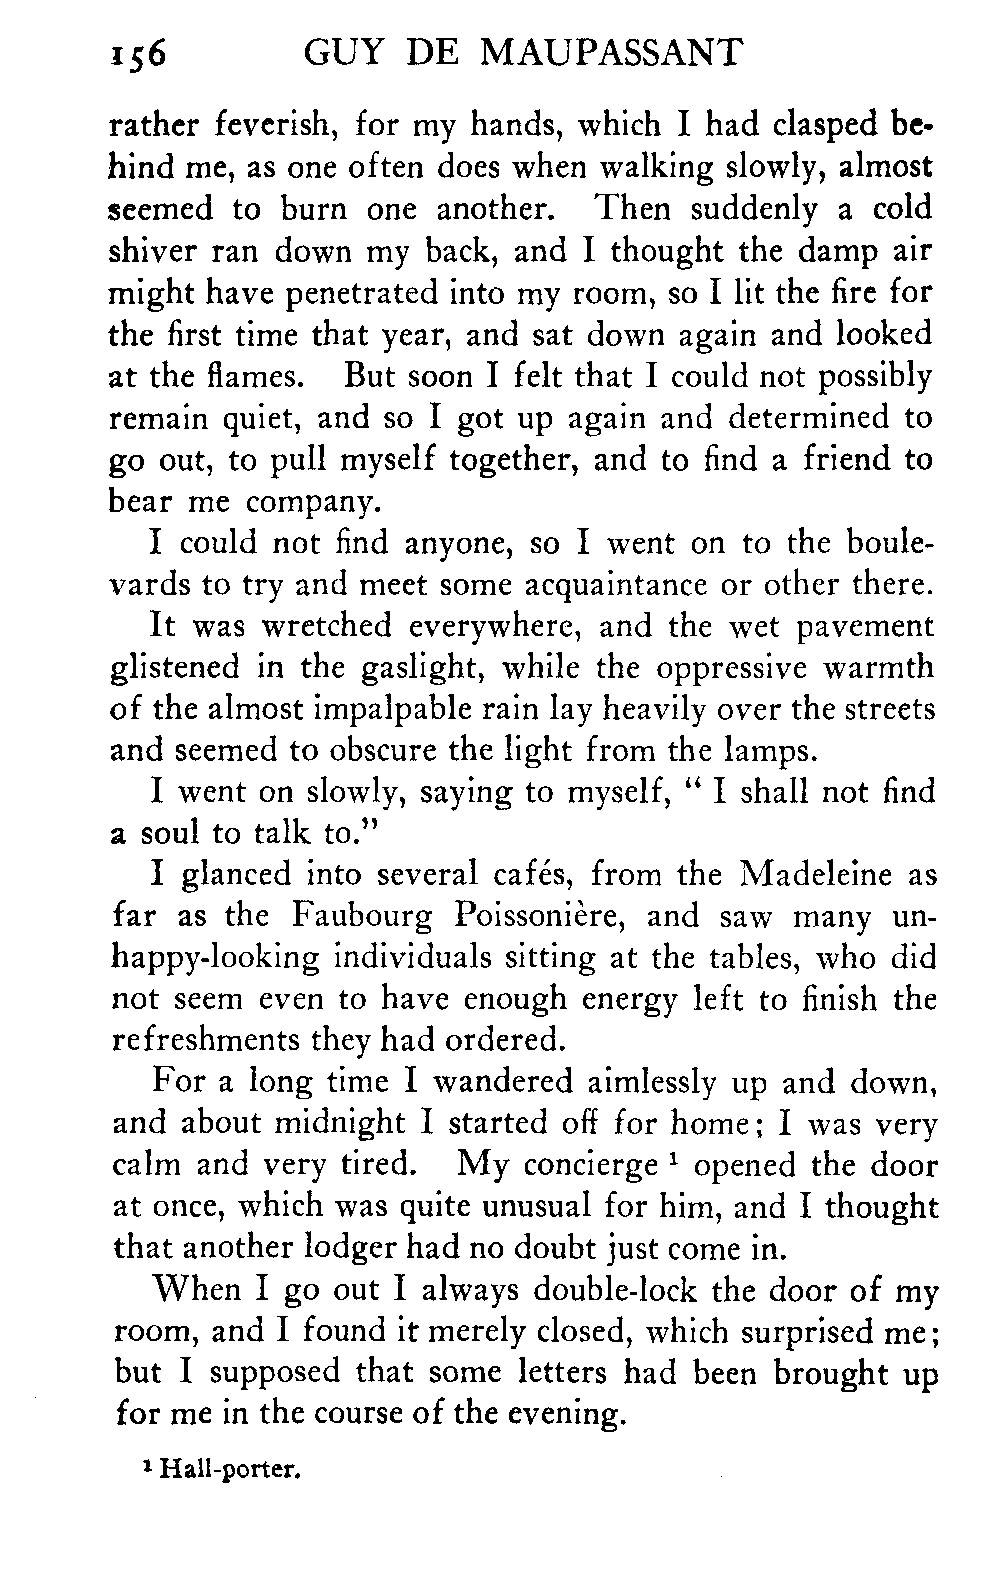 156 GUY DE MAUPASSANT
rather feverish, for my hands, which I had clasped be-
hind me, as one often does when walking slowly, almost
seemed to burn one another. Then suddenly a cold
shiver ran down my back, and I thought the damp air
might have penetrated into my room, so I lit the fire for
the first time that year, and sat down again and looked
at the flames. But soon I felt that I could not possibly
remain quiet, and so I got up again and determined to
go out, to pull myself together, and to find a friend to
bear me company.
I could not find anyone, so I went on to the boule-
vards to try and meet some acquaintance or other there.
It was wretched everywhere, and the wet pavement
glistened in the gaslight, while the oppressive warmth
of the almost impalpable rain lay heavily over the streets
and seemed to obscure the light from the lamps.
I went on slowly, saying to myself, “ I shall not find
a soul to talk to.”
I glanced into several cafés, from the Madeleine as
far as the Faubourg Poissonière, and saw many un-
happy-looking individuals sitting at the tables, who did
not seem even to have enough energy left to finish the
refreshments they had ordered.
For a long time I wandered aimlessly up and down,
and about midnight I started off for home; I was very
calm and very tired. My concierge ¹ opened the door
at once, which was quite unusual for him, and I thought
that another lodger had no doubt just come in.
When I go out I always double-lock the door of my
room, and I found it merely closed, which surprised me;
but I supposed that some letters had been brought up
for me in the course of the evening.
¹ Hall-porter.